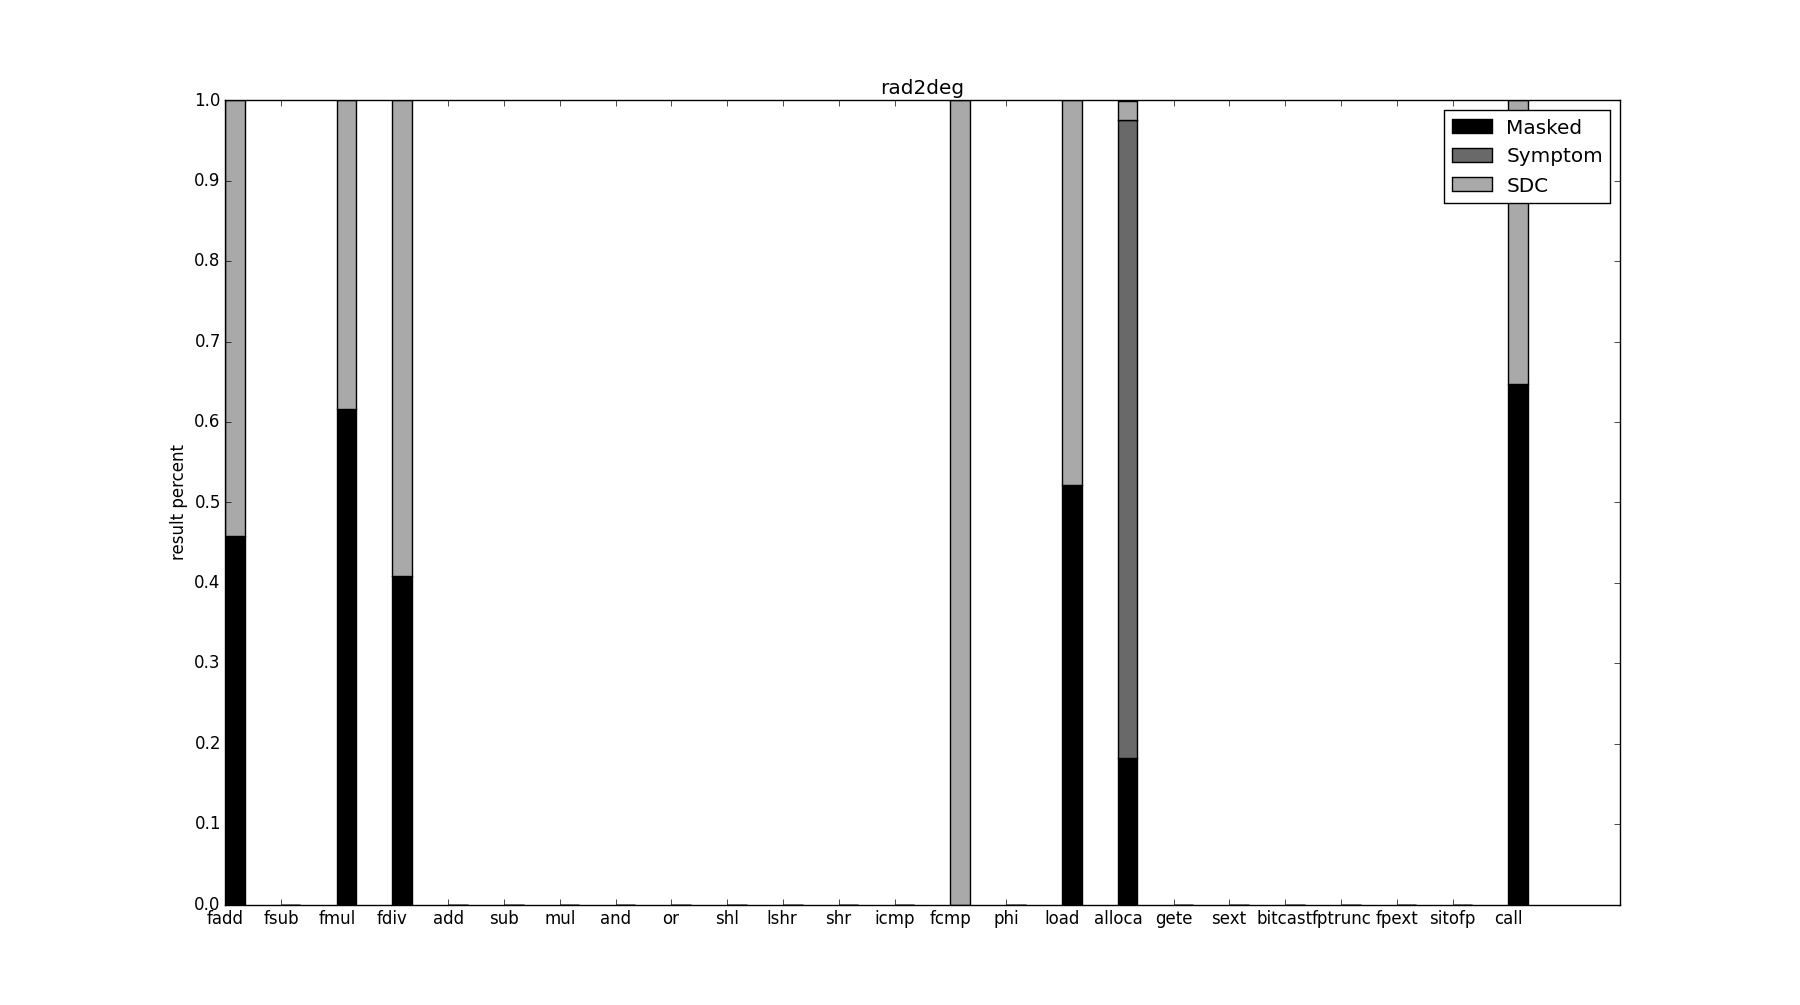 rad2deg
1.0
0.9
0.8
0.7
0.6
0.5
0.4
0.3
0.2
0.1
0.0
result percent
Masked
Symptom
SDC
fadd fsub fmul fdiv add sub mul and or shl lshr shr icmp fcmp phi load alloca gete sext bitcast fptrunc fpext sitofp call